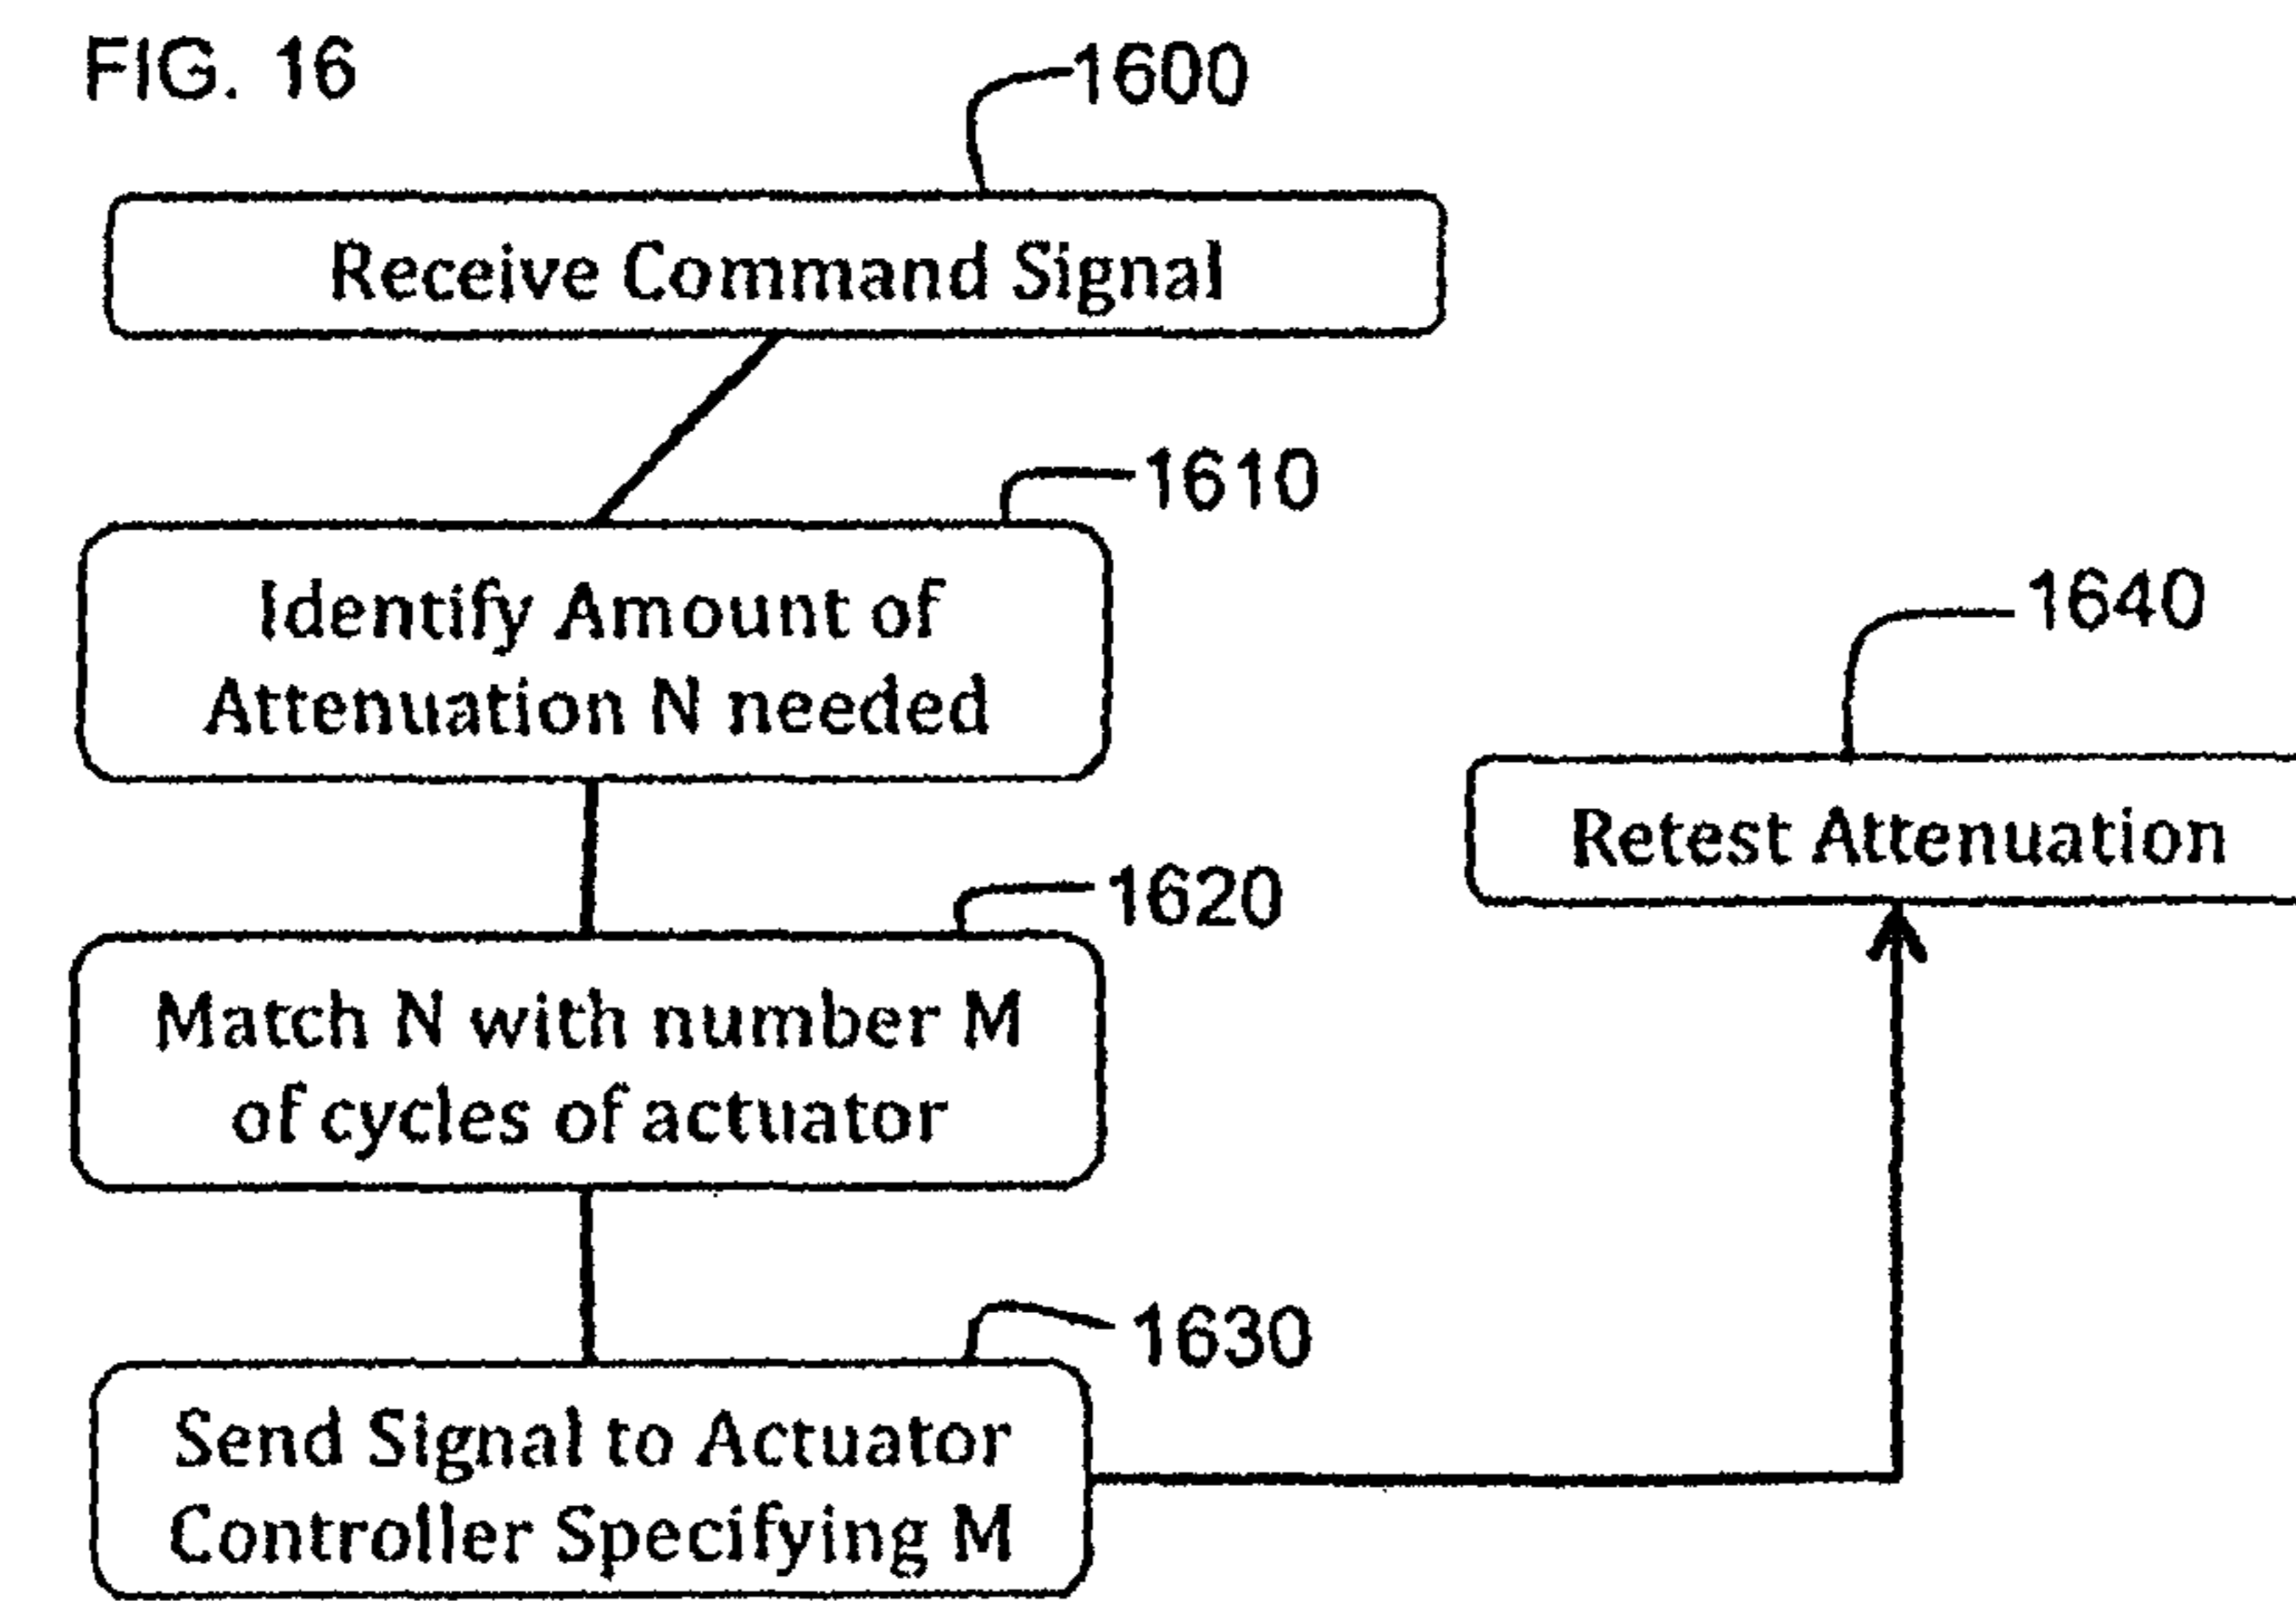 FIG. 16
1600
Receive Command Signal
1610
Identify Amount of
Attenuation N needed
1640
Retest Attenuation
1620
Match N with number M
of cycles of actuator
1630
Send Signal to Actuator
Controller Specifying M